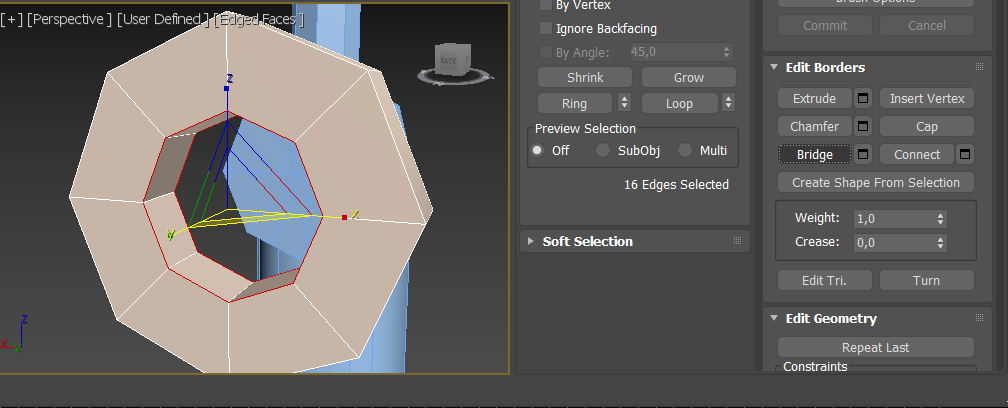 [ + ] [ Perspective ] [ User Defined ] [ Edged Faces ]
Z
BACK
X
Y
Z
X
Y
By Vertex
Ignore Backfacing
By Angle: 45,0
Shrink Grow
Ring Loop
Preview Selection
Off SubObj Multi
16 Edges Selected
Soft Selection
Brush Options
Commit Cancel
Edit Borders
Extrude Insert Vertex
Chamfer Cap
Bridge Connect
Create Shape From Selection
Weight: 1,0
Crease: 0,0
Edit Tri. Turn
Edit Geometry
Repeat Last
Constraints